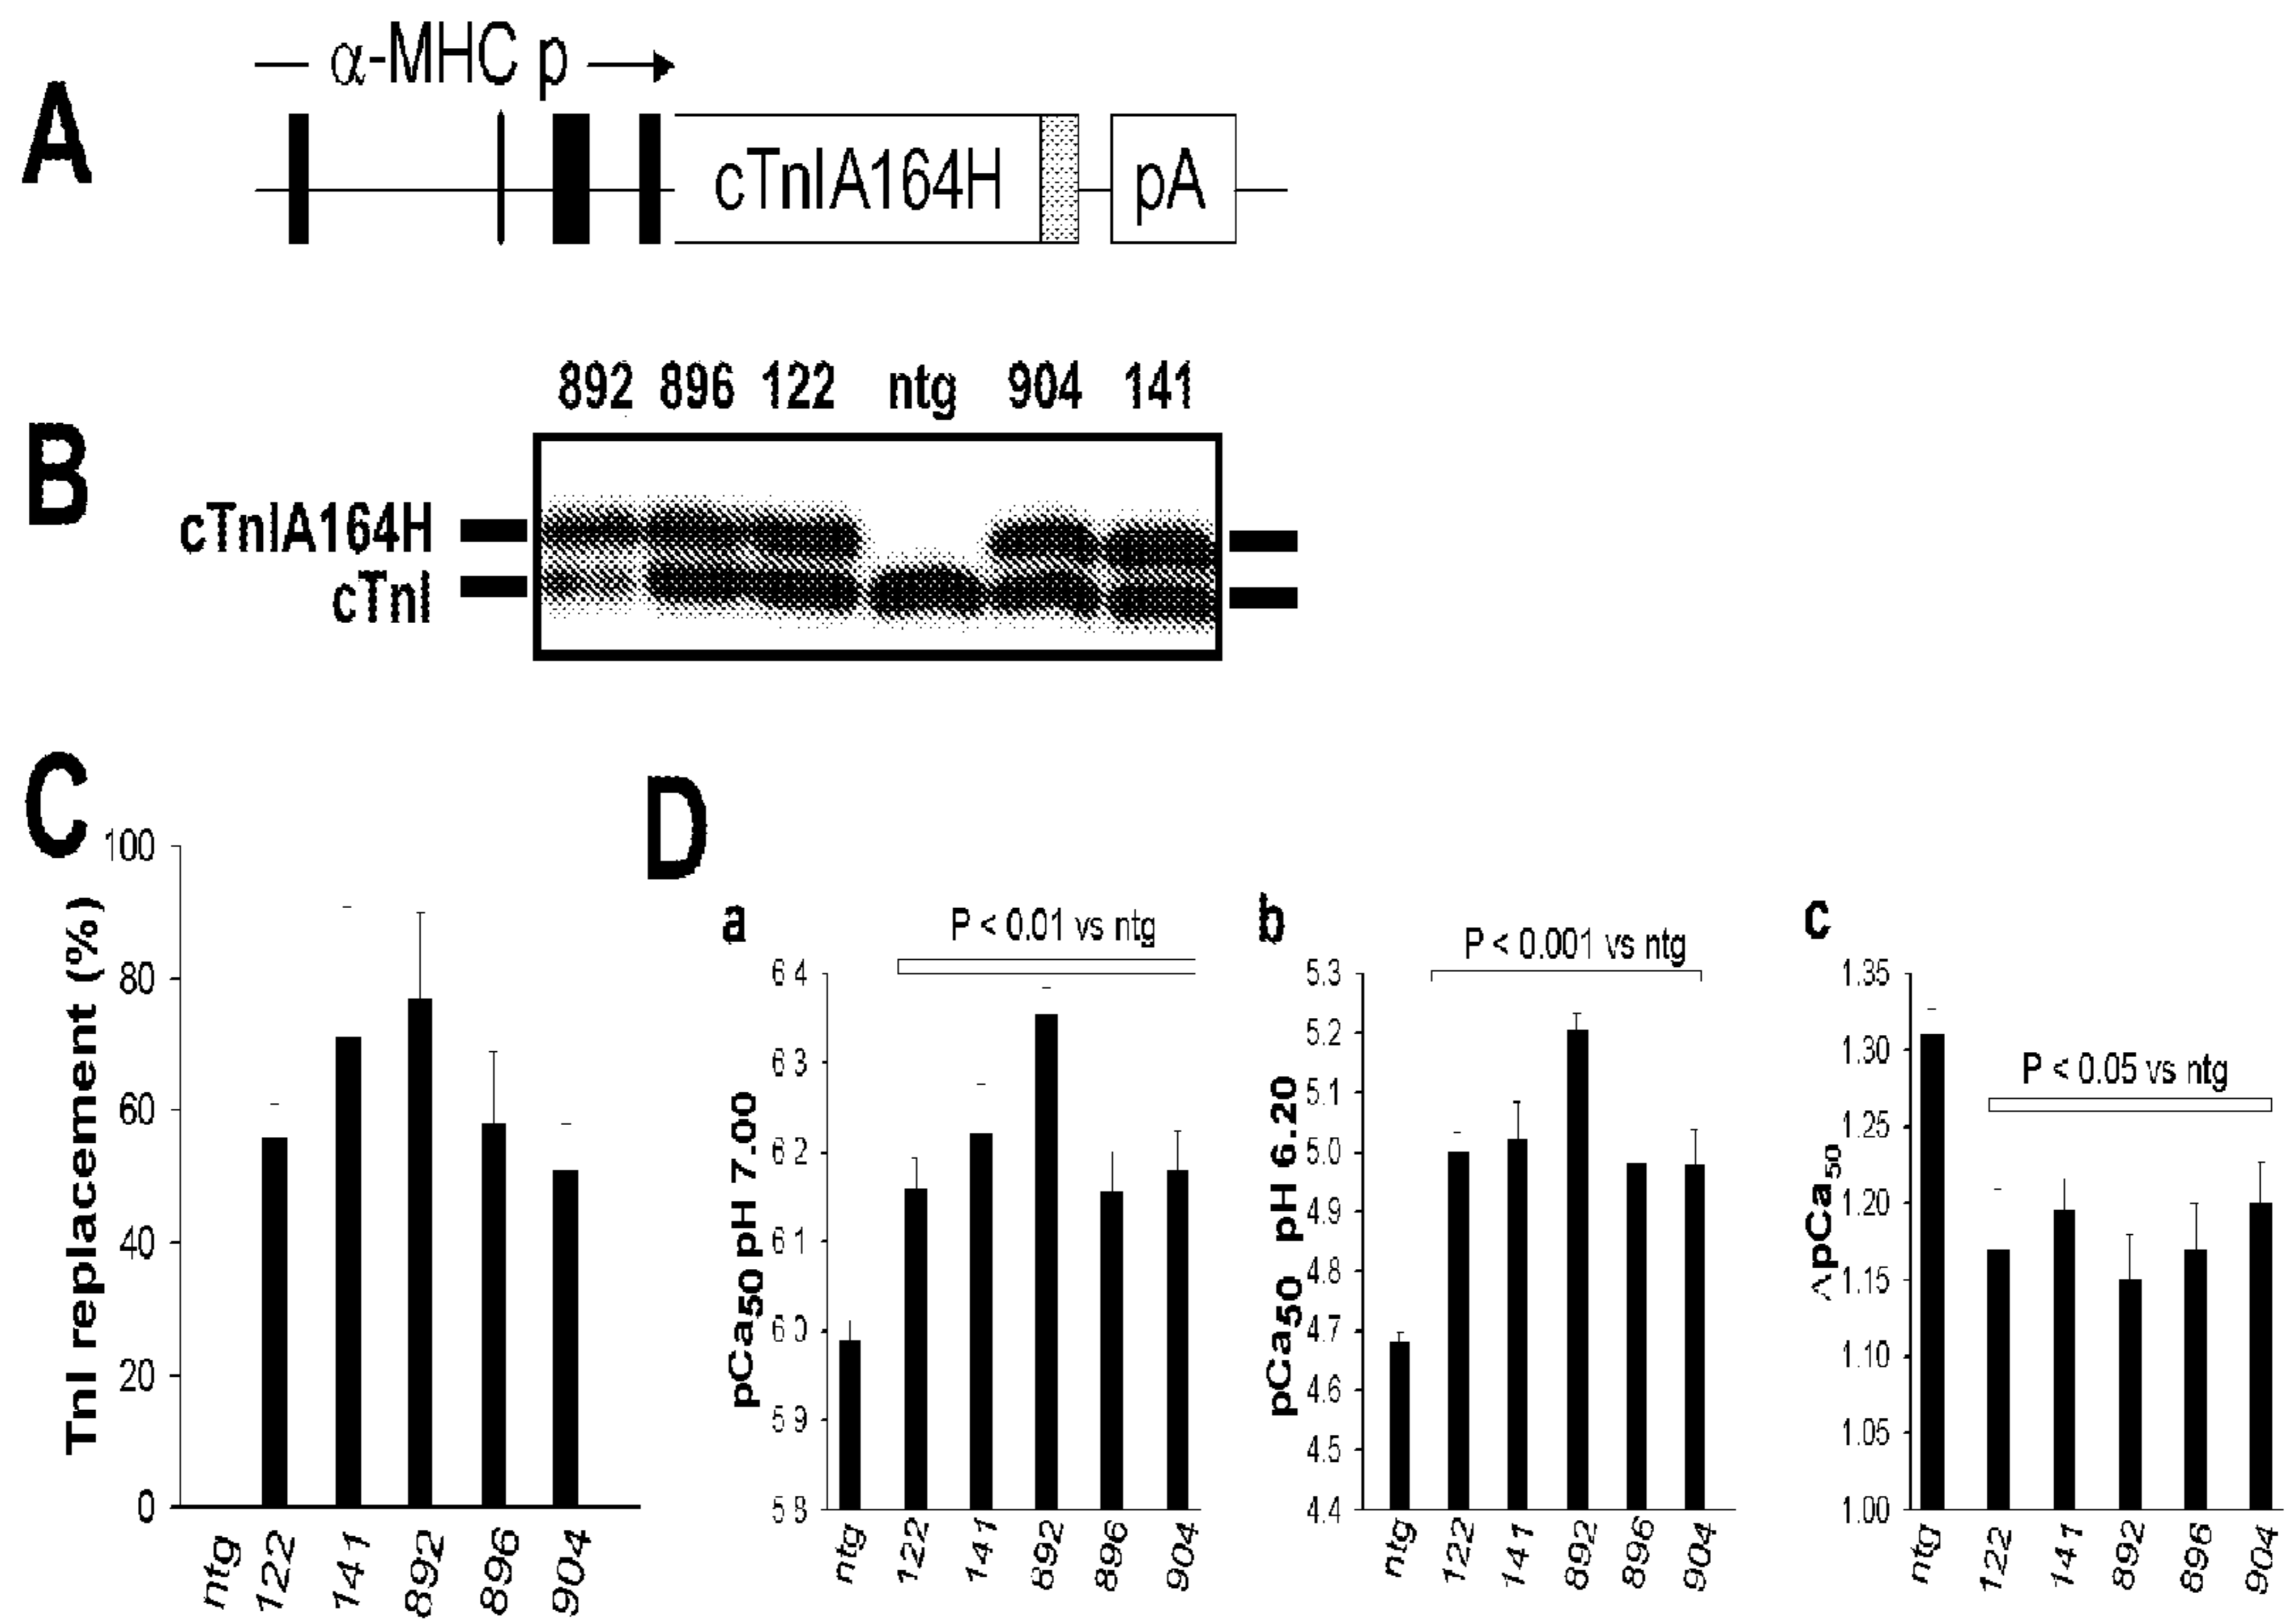 A
α-MHC p
cTnIA164H
pA
B
892 896 122 ntg 904 141
cTnIA164H
cTnI
C
TnI replacement (%)
100
80
60
40
20
0
ntg 122 141 892 896 904
D
a
P < 0.01 vs ntg
pCa50 pH 7.00
6.4
6.3
6.2
6.1
6.0
5.9
5.8
ntg 122 141 892 896 904
b
P < 0.001 vs ntg
pCa50 pH 6.20
5.3
5.2
5.1
5.0
4.9
4.8
4.7
4.6
4.5
4.4
ntg 122 141 892 896 904
c
P < 0.05 vs ntg
ΔpCa50
1.35
1.30
1.25
1.20
1.15
1.10
1.05
1.00
ntg 122 141 892 896 904